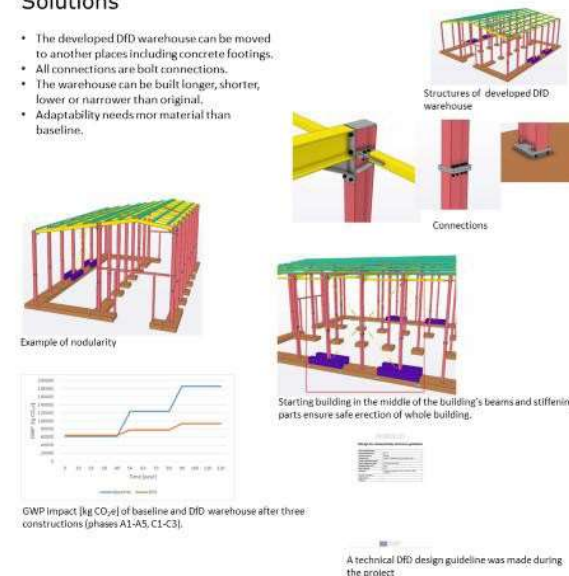 Solutions
• The developed DfD warehouse can be moved
to another places including concrete footings.
• All connections are bolt connections.
• The warehouse can be built longer, shorter,
lower or narrower than original.
• Adaptability needs mor material than
baseline.
Structures of developed DfD
warehouse
Connections
Example of nodularity
Starting building in the middle of the building's beams and stiffenin
parts ensure safe erection of whole building.
GWP impact [kg CO₂e] of baseline and DfD warehouse after three
constructions (phases A1-A5, C1-C3).
A technical DfD design guideline was made during
the project